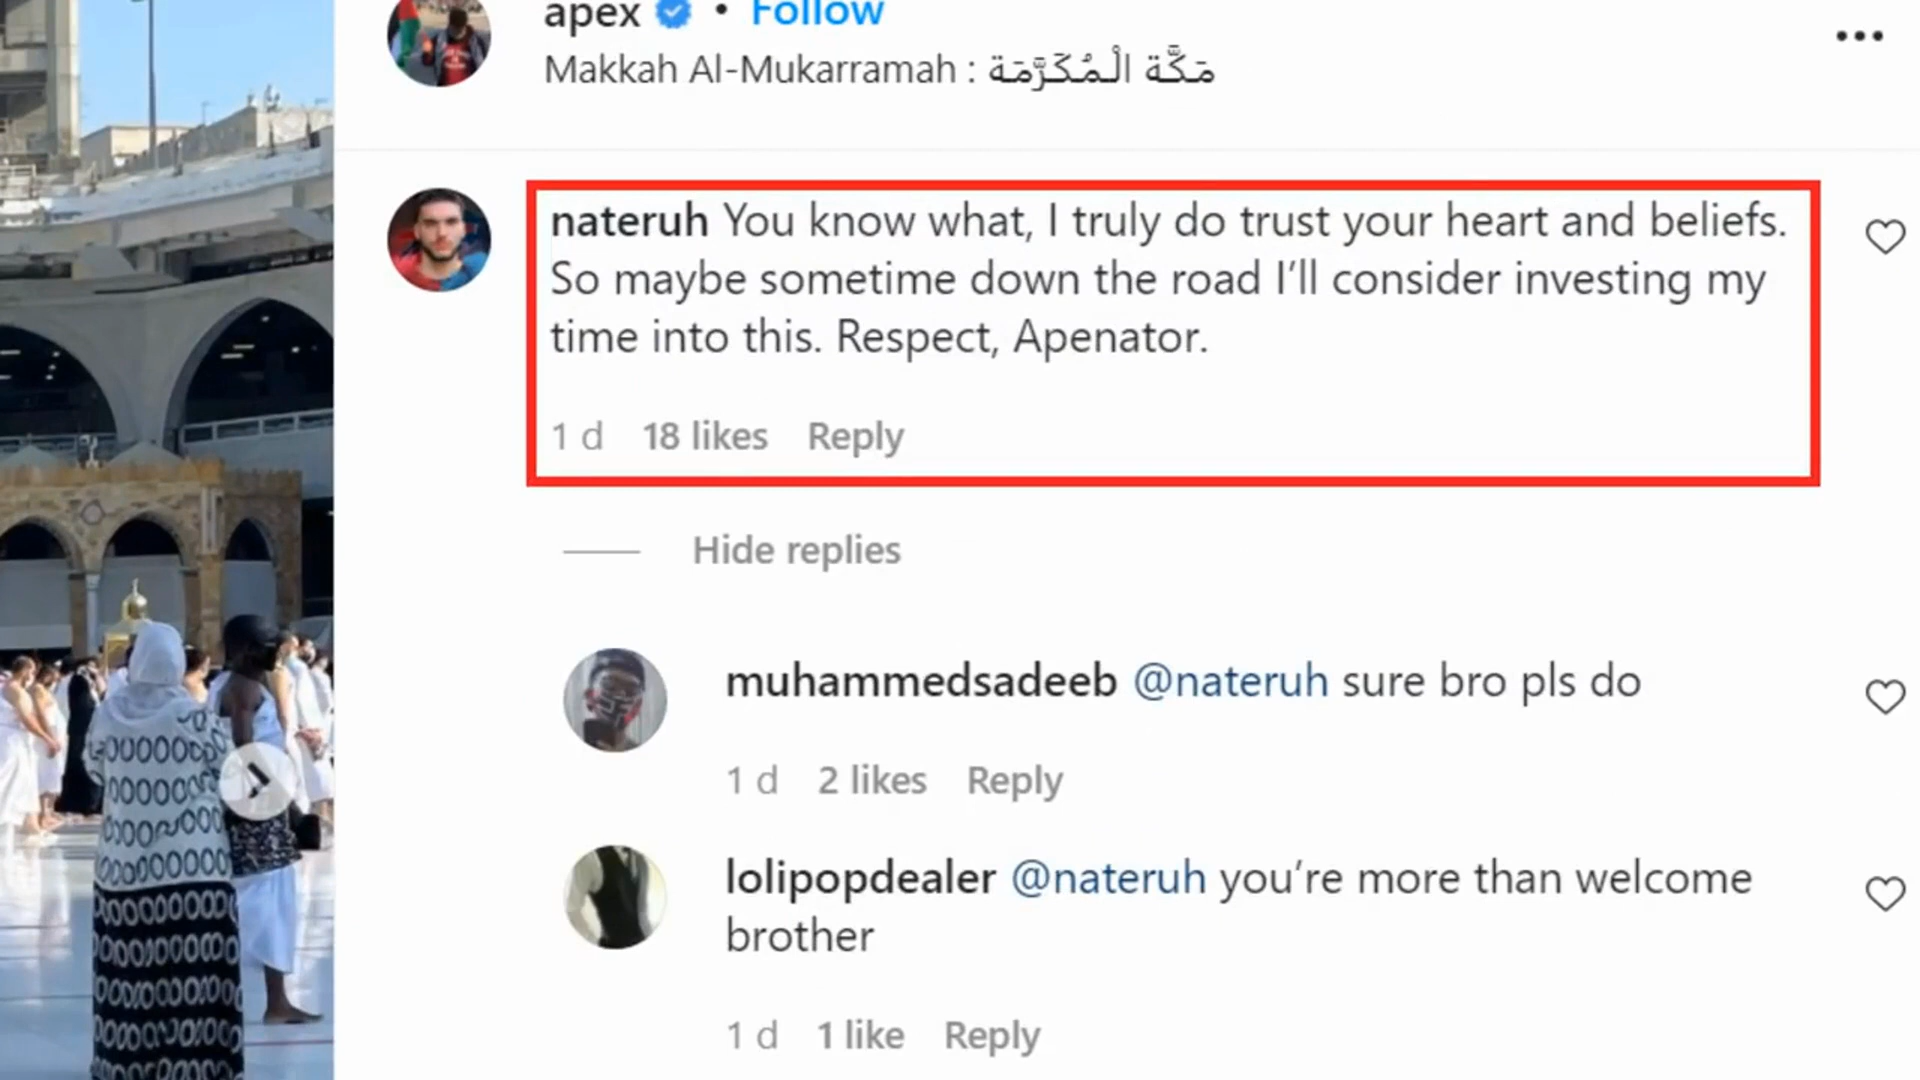 apex • Follow
Makkah Al-Mukarramah : مَكَّة الْمُكَرَّمَة
nateruh You know what, I truly do trust your heart and beliefs.
So maybe sometime down the road I'll consider investing my
time into this. Respect, Apenator.
1 d 18 likes Reply
Hide replies
muhammedsadeeb @nateruh sure bro pls do
1 d 2 likes Reply
lolipopdealer @nateruh you're more than welcome
brother
1 d 1 like Reply